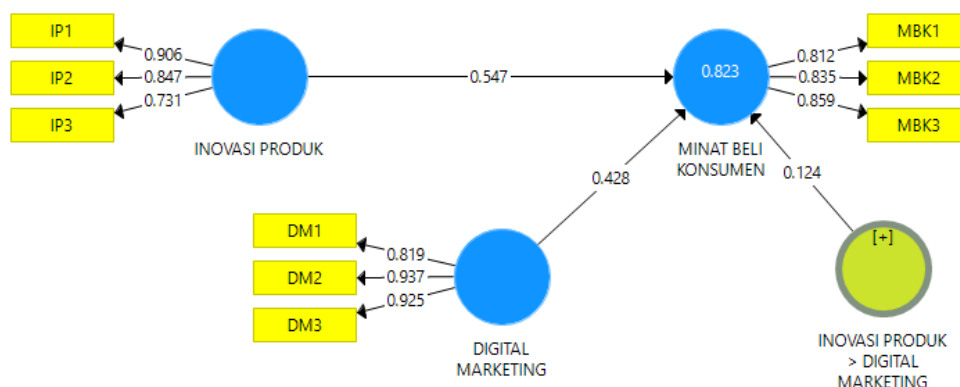 IP1
0.906
IP2
0.847
IP3
0.731
INOVASI PRODUK
0.547
0.823
MINAT BELI
KONSUMEN
0.812
MBK1
0.835
MBK2
0.859
MBK3
0.428
0.124
DM1
0.819
DM2
0.937
DM3
0.925
DIGITAL
MARKETING
[+]
INOVASI PRODUK
> DIGITAL
MARKETING